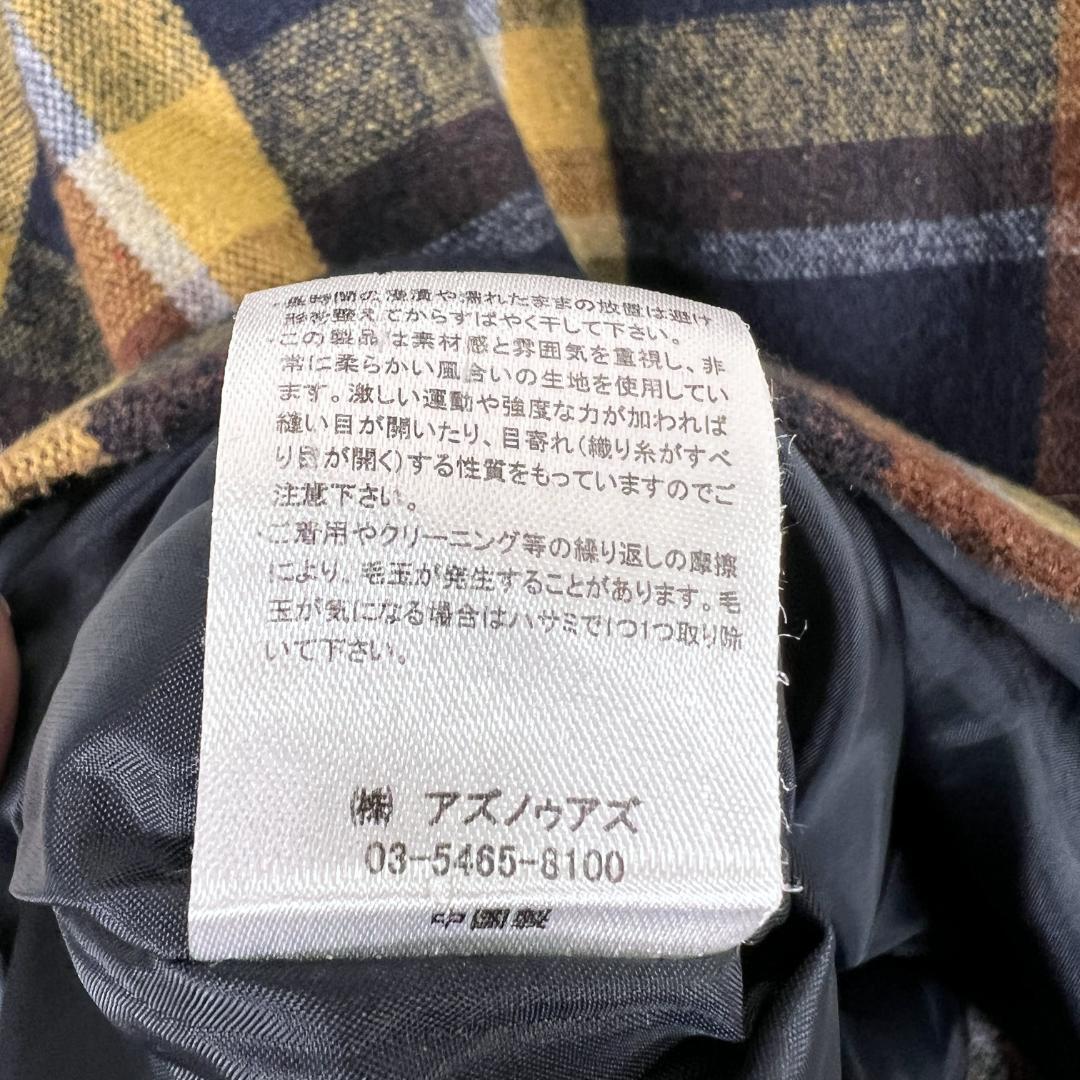 長時間の浸漬や濡れたままの放置は避け
形を整えてからすばやく干して下さい。
この製品は素材感と雰囲気を重視し、非
常に柔らかい風合いの生地を使用してい
ます。激しい運動や強度な力が加われば
縫い目が開いたり、目寄れ(織り糸がすべ
り目が開く)する性質をもっていますのでご
注意下さい。
ご着用やクリーニング等の繰り返しの摩擦
により、毛玉が発生することがあります。毛
玉が気になる場合はハサミで1つ1つ取り除
いて下さい。
㈱ アズノゥアズ
03-5465-8100
中国製